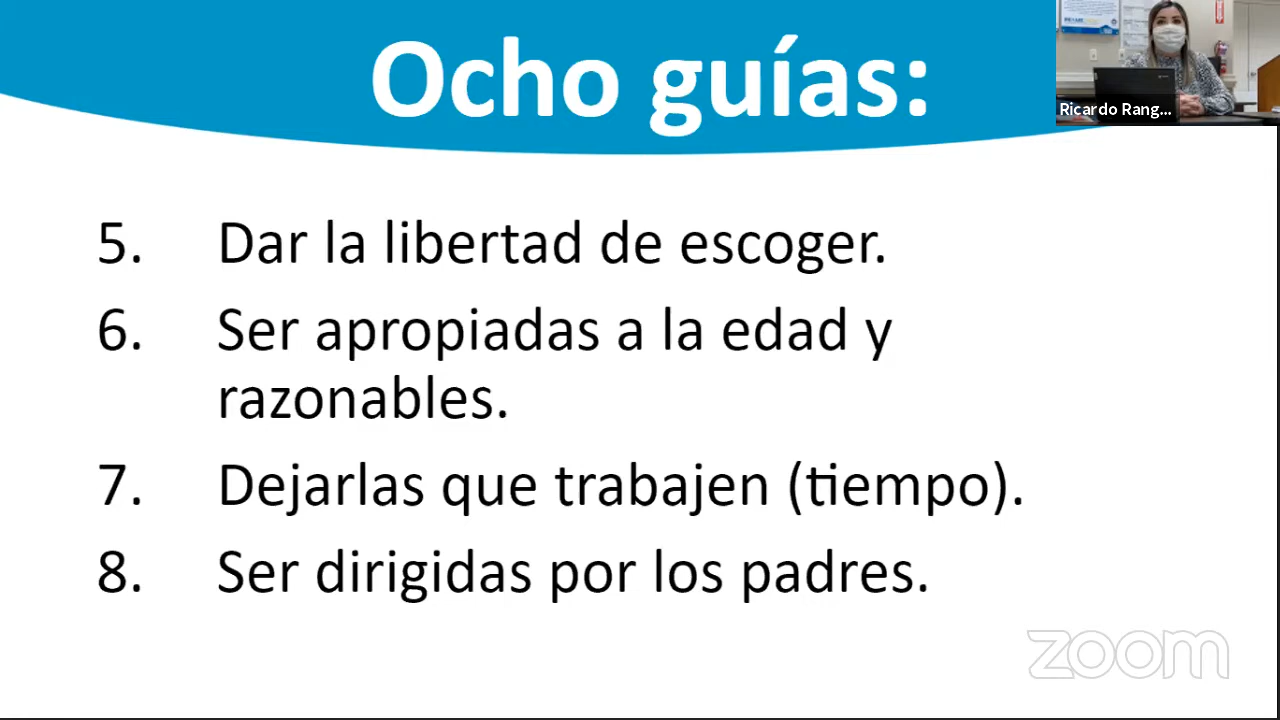 Ocho guías:
Ricardo Rang...
5. Dar la libertad de escoger.
6. Ser apropiadas a la edad y
razonables.
7. Dejarlas que trabajen (tiempo).
8. Ser dirigidas por los padres.
zoom